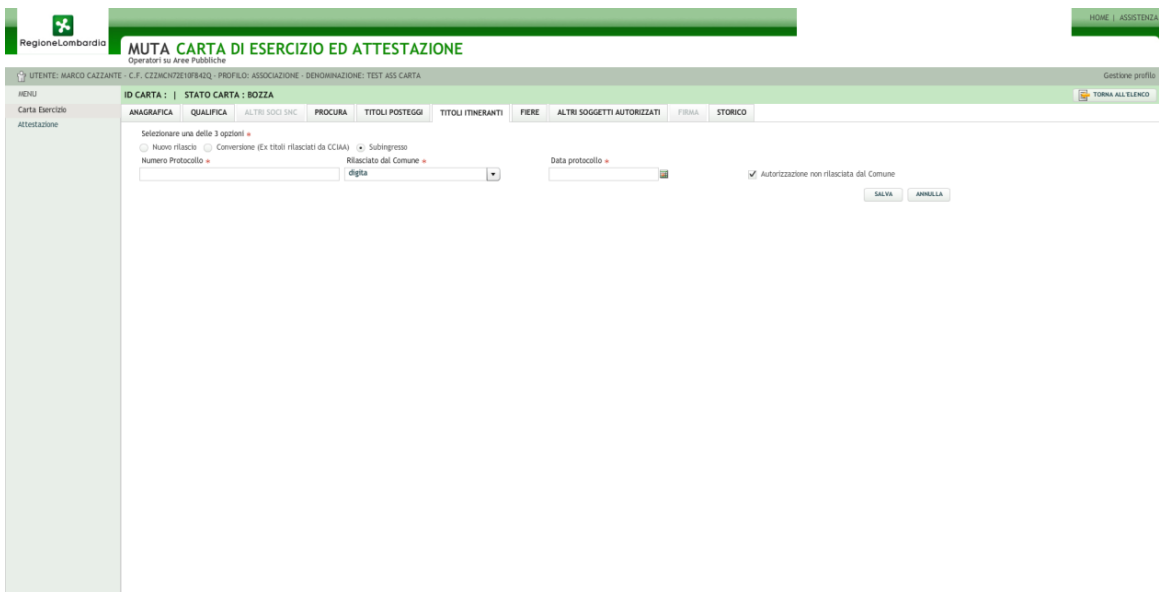 HOME | ASSISTENZA
RegioneLombardia
MUTA CARTA DI ESERCIZIO ED ATTESTAZIONE
Operatori su Aree Pubbliche
UTENTE: MARCO CAZZANTE - C.F. CZZMCN72E10F842Q - PROFILO: ASSOCIAZIONE - DENOMINAZIONE: TEST ASS CARTA
Gestione profilo
MENU
ID CARTA : | STATO CARTA : BOZZA
TORNA ALL'ELENCO
Carta Esercizio
Attestazione
ANAGRAFICA QUALIFICA ALTRI SOCI SNC PROCURA TITOLI POSTEGGI TITOLI ITINERANTI FIERE ALTRI SOGGETTI AUTORIZZATI FIRMA STORICO
Selezionare una delle 3 opzioni *
Nuovo rilascio Conversione (Ex titoli rilasciati da CCIAA) Subingresso
Numero Protocollo * Rilasciato dal Comune * Data protocollo *
digita
Autorizzazione non rilasciata dal Comune
SALVA ANNULLA